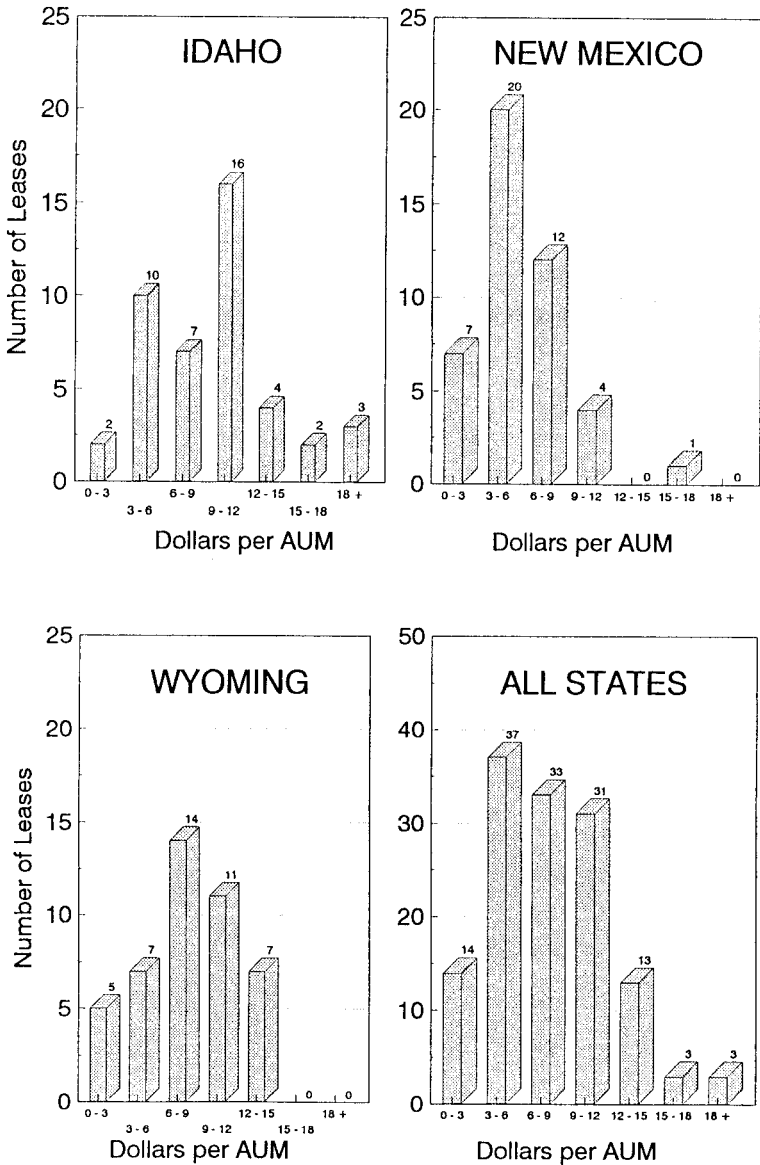 IDAHO
25
20
15
10
5
0
Number of Leases
2
10
7
16
4
2
3
0 - 3
3 - 6
6 - 9
9 - 12
12 - 15
15 - 18
18 +
Dollars per AUM
NEW MEXICO
25
20
15
10
5
0
7
20
12
4
0
1
0
0 - 3
3 - 6
6 - 9
9 - 12
12 - 15
15 - 18
18 +
Dollars per AUM
WYOMING
25
20
15
10
5
0
Number of Leases
5
7
14
11
7
0
0
0 - 3
3 - 6
6 - 9
9 - 12
12 - 15
15 - 18
18 +
Dollars per AUM
ALL STATES
50
40
30
20
10
0
14
37
33
31
13
3
3
0 - 3
3 - 6
6 - 9
9 - 12
12 - 15
15 - 18
18 +
Dollars per AUM